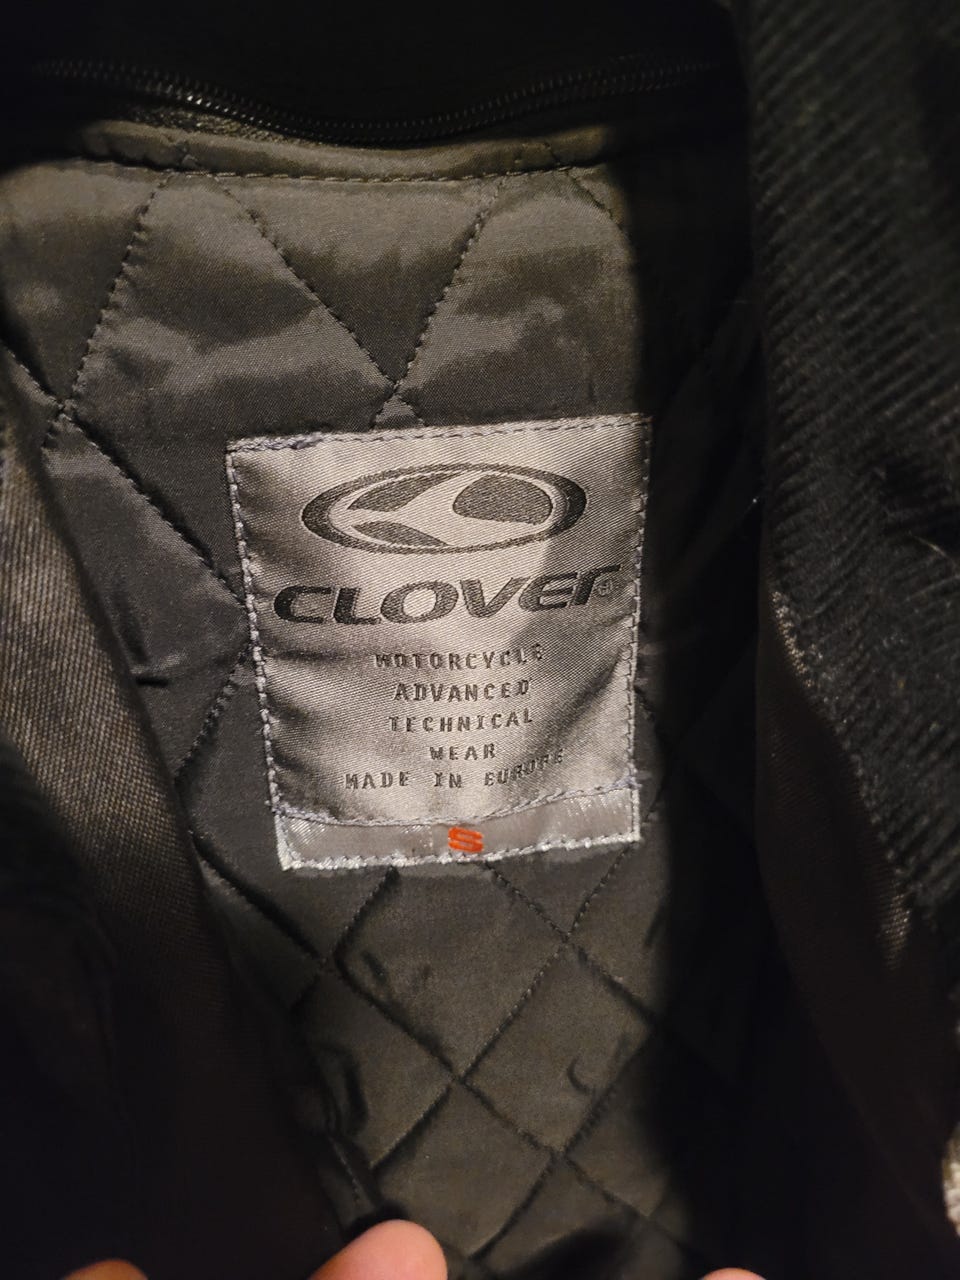 CLOVER®
MOTORCYCLE
ADVANCED
TECHNICAL
WEAR
MADE IN EUROPE
S